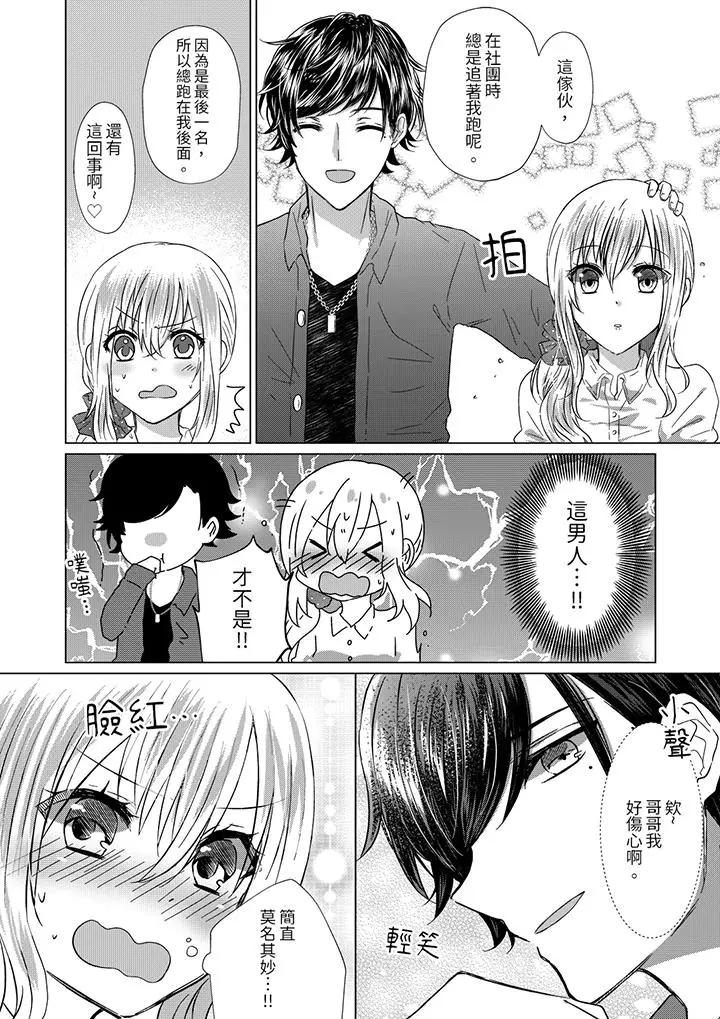 這傢伙，
在社團時
總是追著我跑呢。
拍
因為是最後一名，
所以總跑在我後面。
還有
這回事啊~♡
這男人…!!
才不是!!
噗嗤…
小聲
欸~
哥哥我
好傷心啊。
輕笑
臉紅…
簡直
莫名其妙…!!